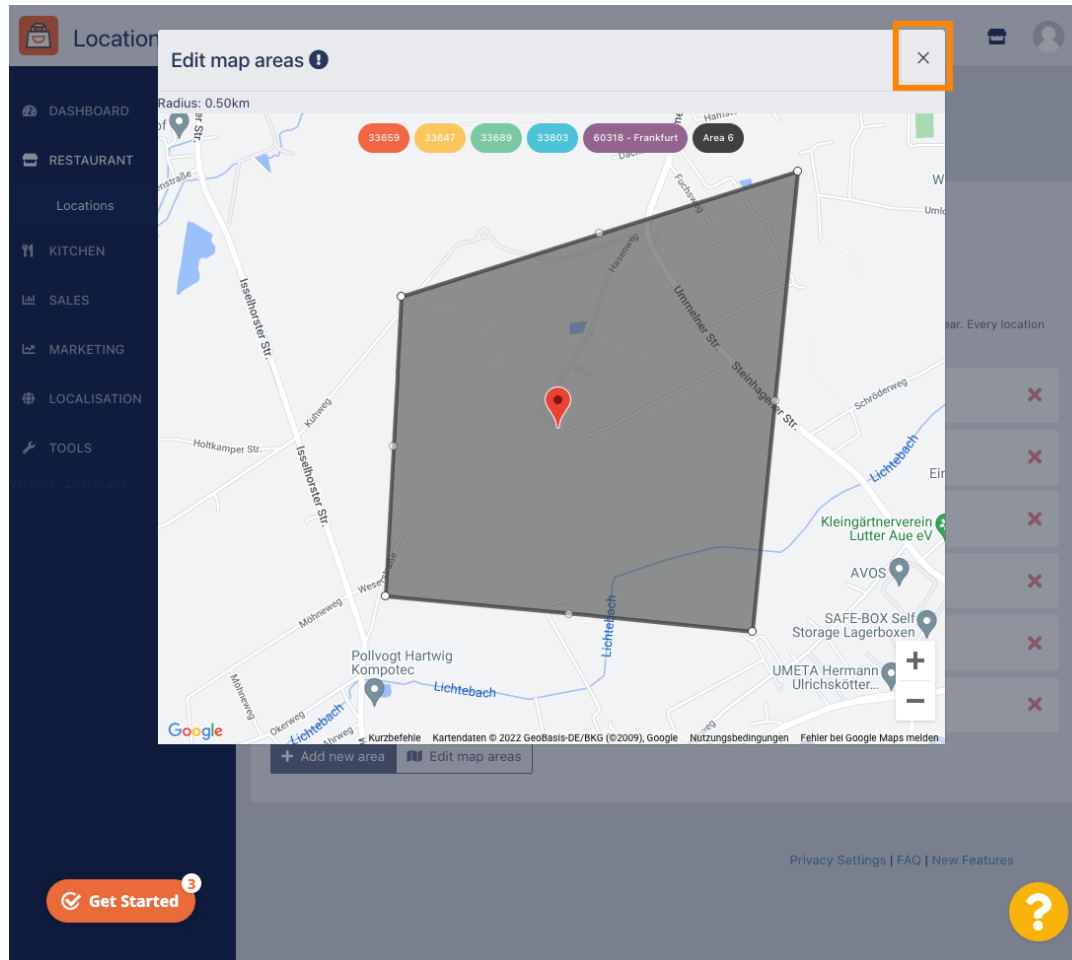 Location
Edit map areas
Radius: 0.50km
33659
33647
33689
33803
60318 - Frankfurt
Area 6
DASHBOARD
RESTAURANT
Locations
KITCHEN
SALES
MARKETING
LOCALISATION
TOOLS
Fuchsweg
Hasenweg
Ummelner Str.
Steinhagener Str.
Schröderweg
Isselhorster Str.
Isselhorster Str.
Kuhweg
Holtkamper Str.
Lichtebach
Kleingärtnerverein
Lutter Aue eV
AVOS
SAFE-BOX Self
Storage Lagerboxen
UMETA Hermann
Ulrichskötter...
Weserstraße
Möhneweg
Möhneweg
Pollvogt Hartwig
Kompotec
Lichtebach
Lichtebach
Lichtebach
Okerweg
Google
Kurzbefehle Kartendaten © 2022 GeoBasis-DE/BKG (©2009), Google Nutzungsbedingungen Fehler bei Google Maps melden
ear. Every location
+ Add new area
Edit map areas
Privacy Settings | FAQ | New Features
3
Get Started
?